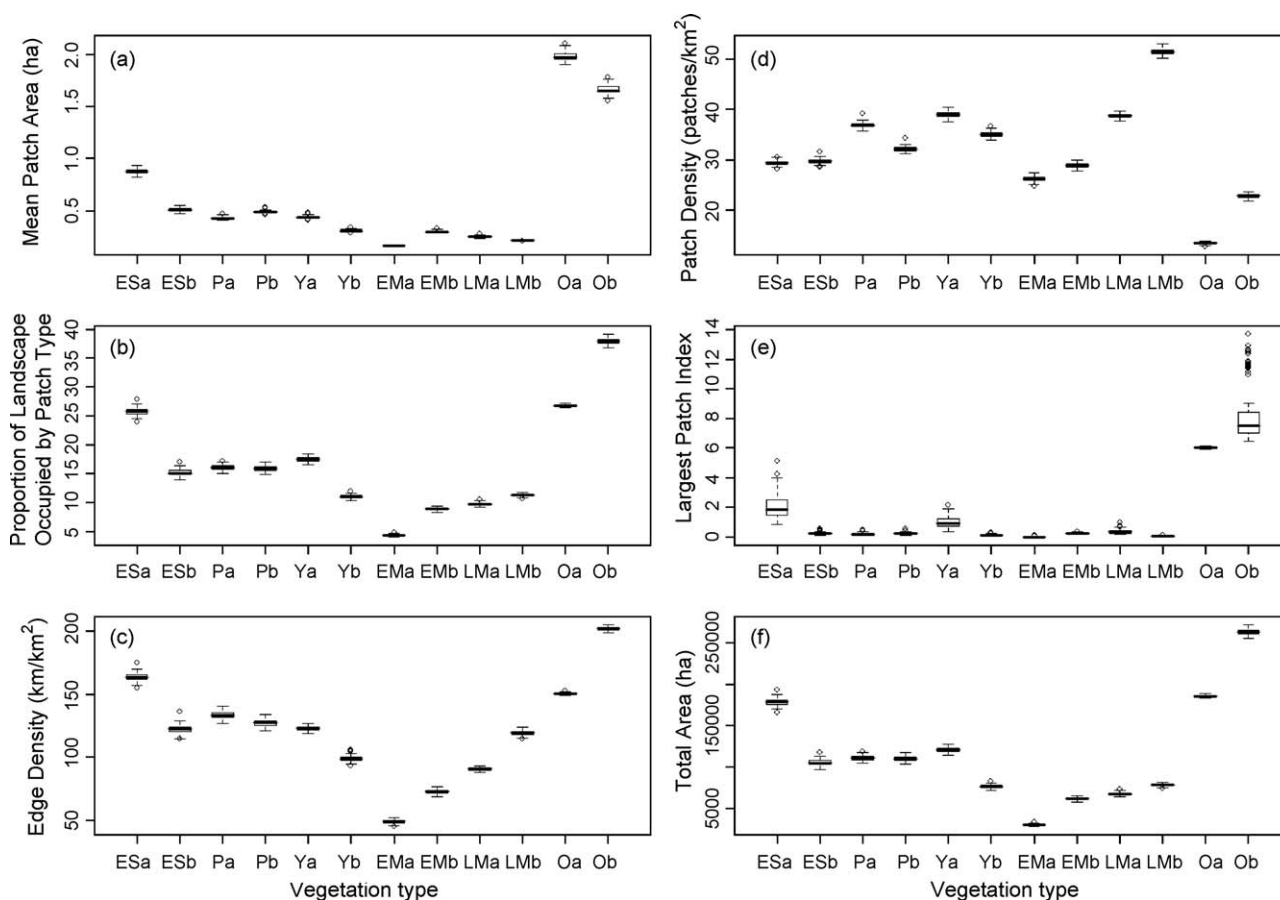 (a)
Mean Patch Area (ha)
2.0
1.5
1.0
0.5
ESa ESb Pa Pb Ya Yb EMa EMb LMa LMb Oa Ob
(b)
Proportion of Landscape
Occupied by Patch Type
40
35
25
20
15
10
5
ESa ESb Pa Pb Ya Yb EMa EMb LMa LMb Oa Ob
(c)
Edge Density (km/km²)
200
150
100
50
ESa ESb Pa Pb Ya Yb EMa EMb LMa LMb Oa Ob
Vegetation type
(d)
Patch Density (patches/km²)
50
40
30
20
ESa ESb Pa Pb Ya Yb EMa EMb LMa LMb Oa Ob
(e)
Largest Patch Index
14
12
10
8
6
4
2
0
ESa ESb Pa Pb Ya Yb EMa EMb LMa LMb Oa Ob
(f)
Total Area (ha)
250000
150000
5000
ESa ESb Pa Pb Ya Yb EMa EMb LMa LMb Oa Ob
Vegetation type